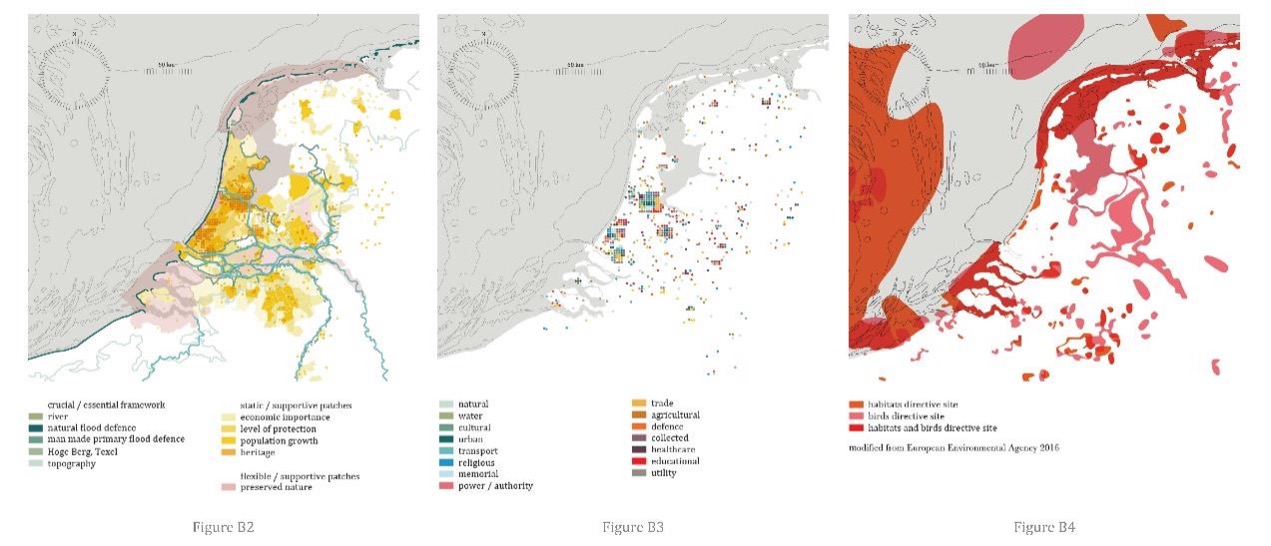 N
50 km
N
50 km
50 km
crucial / essential framework
river
natural flood defence
man made primary flood defence
Hoge Berg, Texel
topography
static / supportive patches
economic importance
level of protection
population growth
heritage
flexible / supportive patches
preserved nature
natural
water
cultural
urban
transport
religious
memorial
power / authority
trade
agricultural
defence
collected
healthcare
educational
utility
habitats directive site
birds directive site
habitats and birds directive site
modified from European Environmental Agency 2016
Figure B2
Figure B3
Figure B4